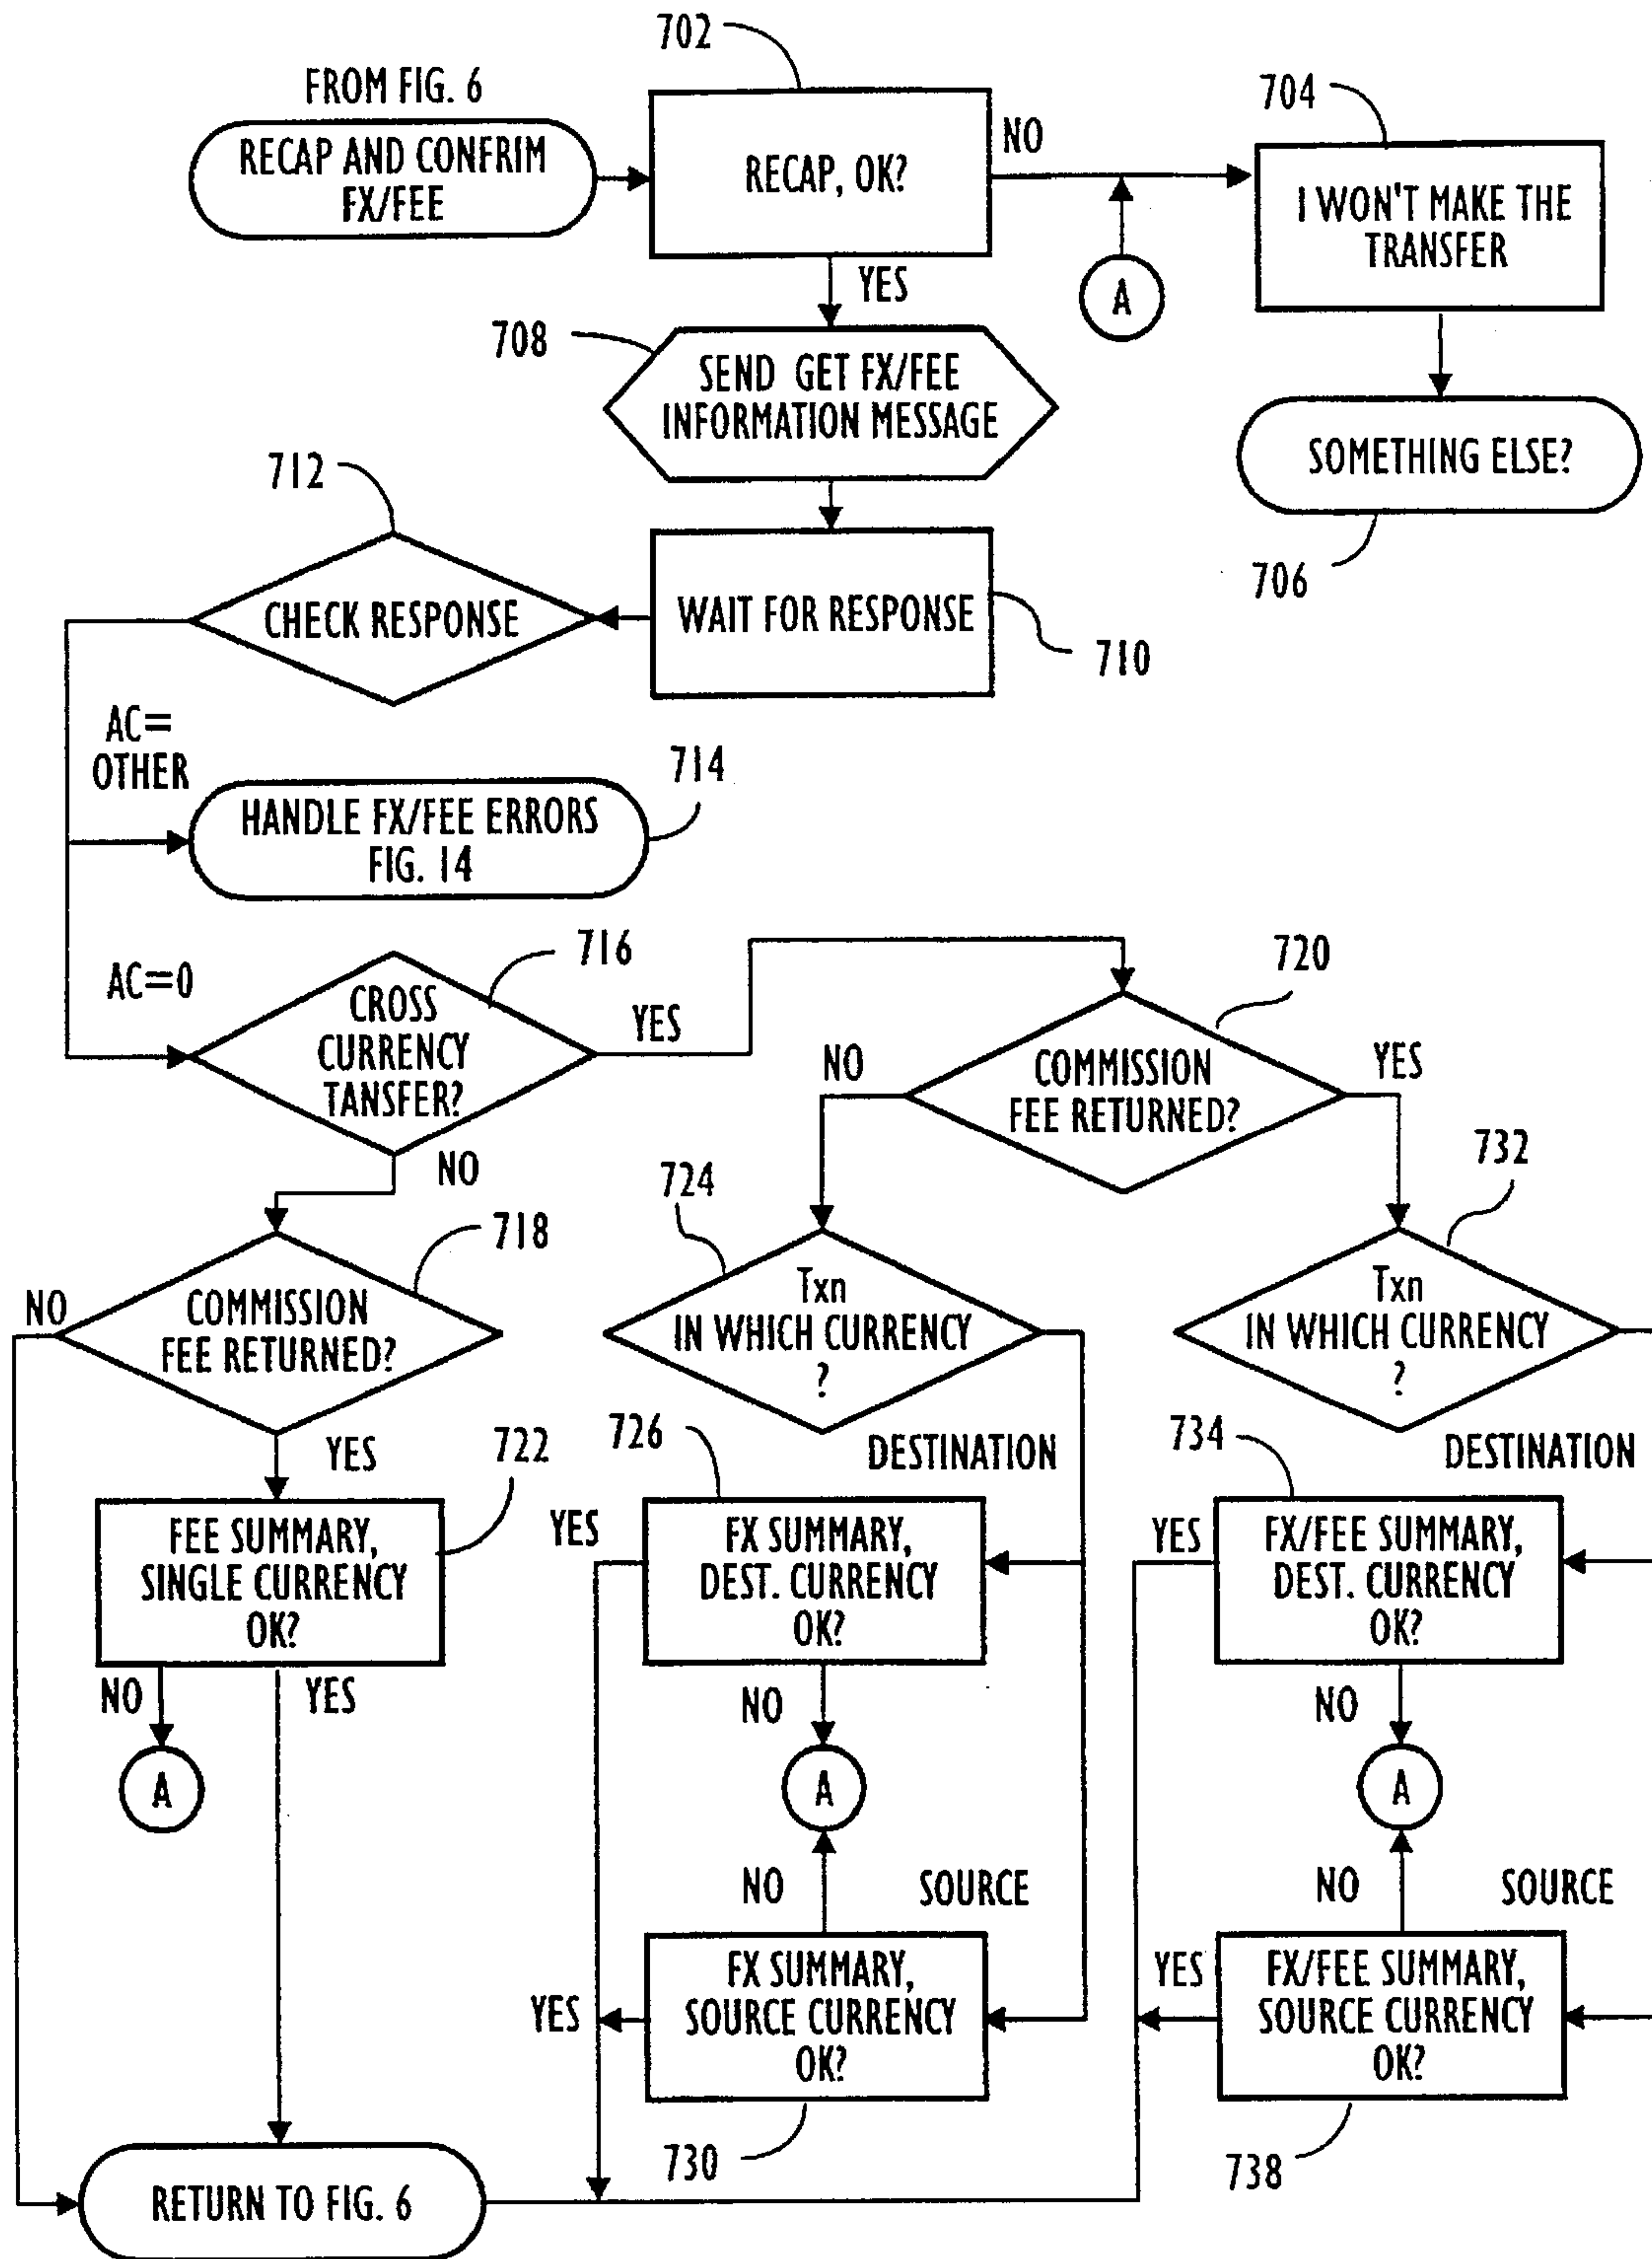 702
FROM FIG. 6
704
RECAP AND CONFRIM
FX/FEE
RECAP, OK?
NO
I WON'T MAKE THE
TRANSFER
YES
A
708
SEND GET FX/FEE
INFORMATION MESSAGE
SOMETHING ELSE?
712
706
CHECK RESPONSE
WAIT FOR RESPONSE
710
AC=
OTHER
714
HANDLE FX/FEE ERRORS
FIG. 14
716
720
AC=0
CROSS
CURRENCY
TANSFER?
YES
NO
COMMISSION
FEE RETURNED?
YES
NO
724
732
718
NO
COMMISSION
FEE RETURNED?
Txn
IN WHICH CURRENCY
?
Txn
IN WHICH CURRENCY
?
YES
722
726
DESTINATION
734
DESTINATION
FEE SUMMARY,
SINGLE CURRENCY
OK?
YES
FX SUMMARY,
DEST. CURRENCY
OK?
YES
FX/FEE SUMMARY,
DEST. CURRENCY
OK?
NO
YES
NO
NO
A
A
A
NO
SOURCE
NO
SOURCE
YES
FX SUMMARY,
SOURCE CURRENCY
OK?
YES
FX/FEE SUMMARY,
SOURCE CURRENCY
OK?
730
738
RETURN TO FIG. 6